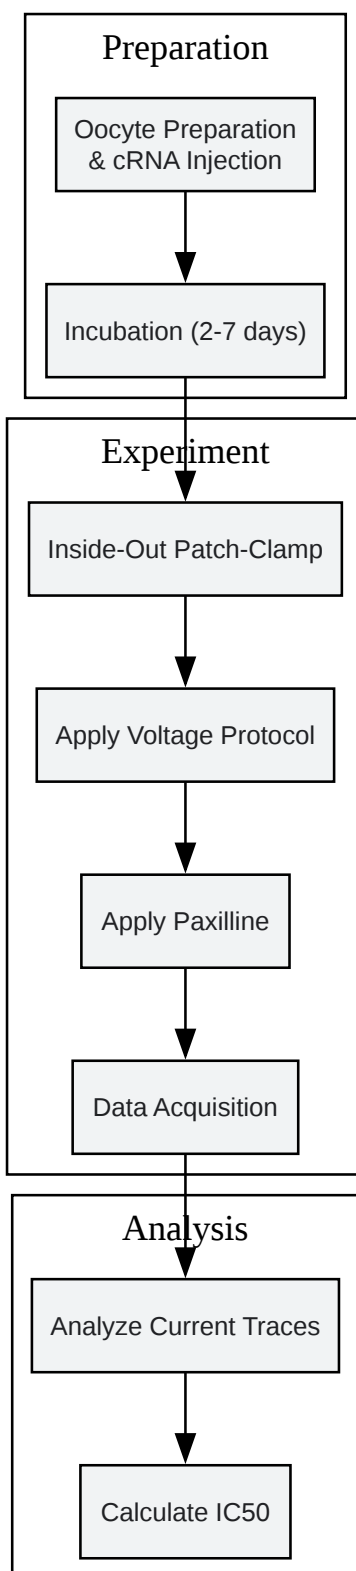 Preparation
Oocyte Preparation
& cRNA Injection
Incubation (2-7 days)
Experiment
Inside-Out Patch-Clamp
Apply Voltage Protocol
Apply Paxilline
Data Acquisition
Analysis
Analyze Current Traces
Calculate IC50